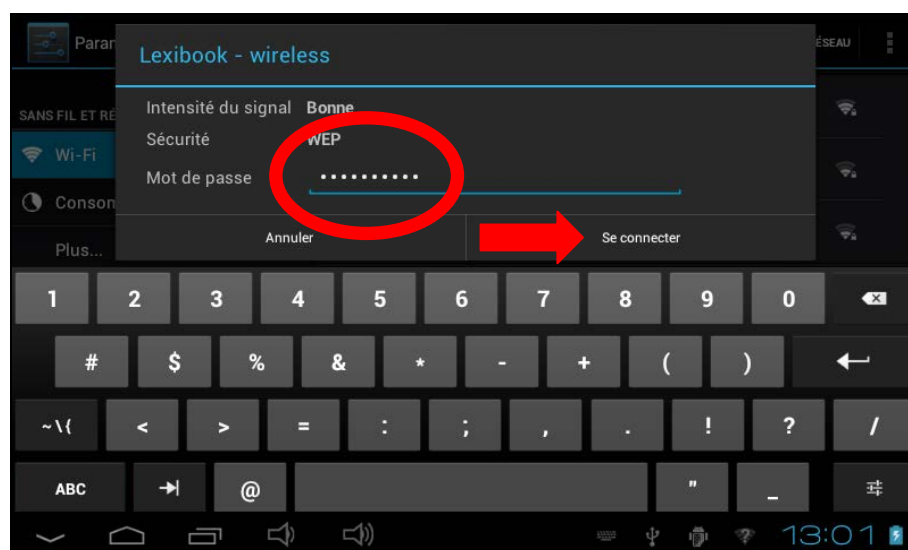 Paran
Lexibook - wireless
ÉSEAU
Intensité du signal Bonne
SANS FIL ET RÉ
Sécurité WEP
Wi-Fi
Mot de passe ••••••••••
Conson
Annuler
Se connecter
Plus...
1 2 3 4 5 6 7 8 9 0
# $ % & * - + ( )
~\{ < > = : ; , . ! ? /
ABC @ " _
13:01